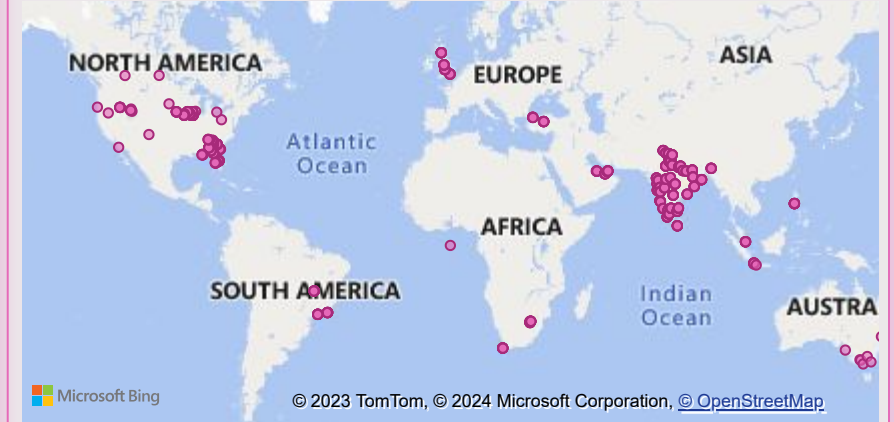 NORTH AMERICA
ASIA
EUROPE
Atlantic
Ocean
AFRICA
SOUTH AMERICA
Indian
Ocean
AUSTRA
Microsoft Bing
© 2023 TomTom, © 2024 Microsoft Corporation, © OpenStreetMap